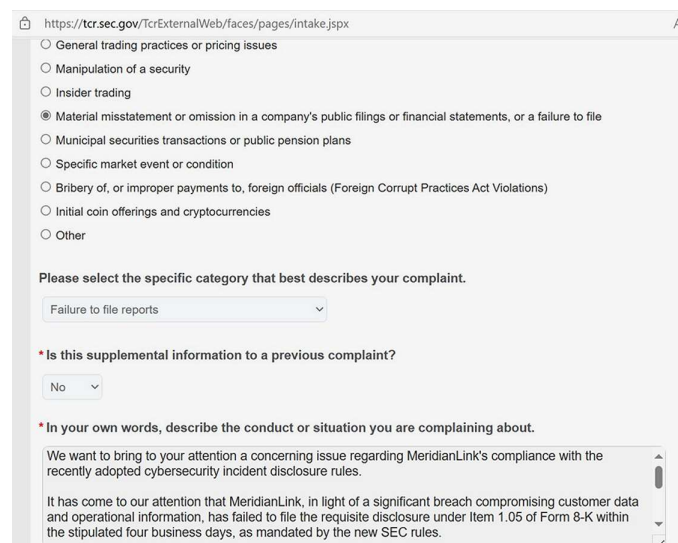 https://tcr.sec.gov/TcrExternalWeb/faces/pages/intake.jspx
General trading practices or pricing issues
Manipulation of a security
Insider trading
Material misstatement or omission in a company's public filings or financial statements, or a failure to file
Municipal securities transactions or public pension plans
Specific market event or condition
Bribery of, or improper payments to, foreign officials (Foreign Corrupt Practices Act Violations)
Initial coin offerings and cryptocurrencies
Other
Please select the specific category that best describes your complaint.
Failure to file reports
* Is this supplemental information to a previous complaint?
No
* In your own words, describe the conduct or situation you are complaining about.
We want to bring to your attention a concerning issue regarding MeridianLink's compliance with the
recently adopted cybersecurity incident disclosure rules.
It has come to our attention that MeridianLink, in light of a significant breach compromising customer data
and operational information, has failed to file the requisite disclosure under Item 1.05 of Form 8-K within
the stipulated four business days, as mandated by the new SEC rules.